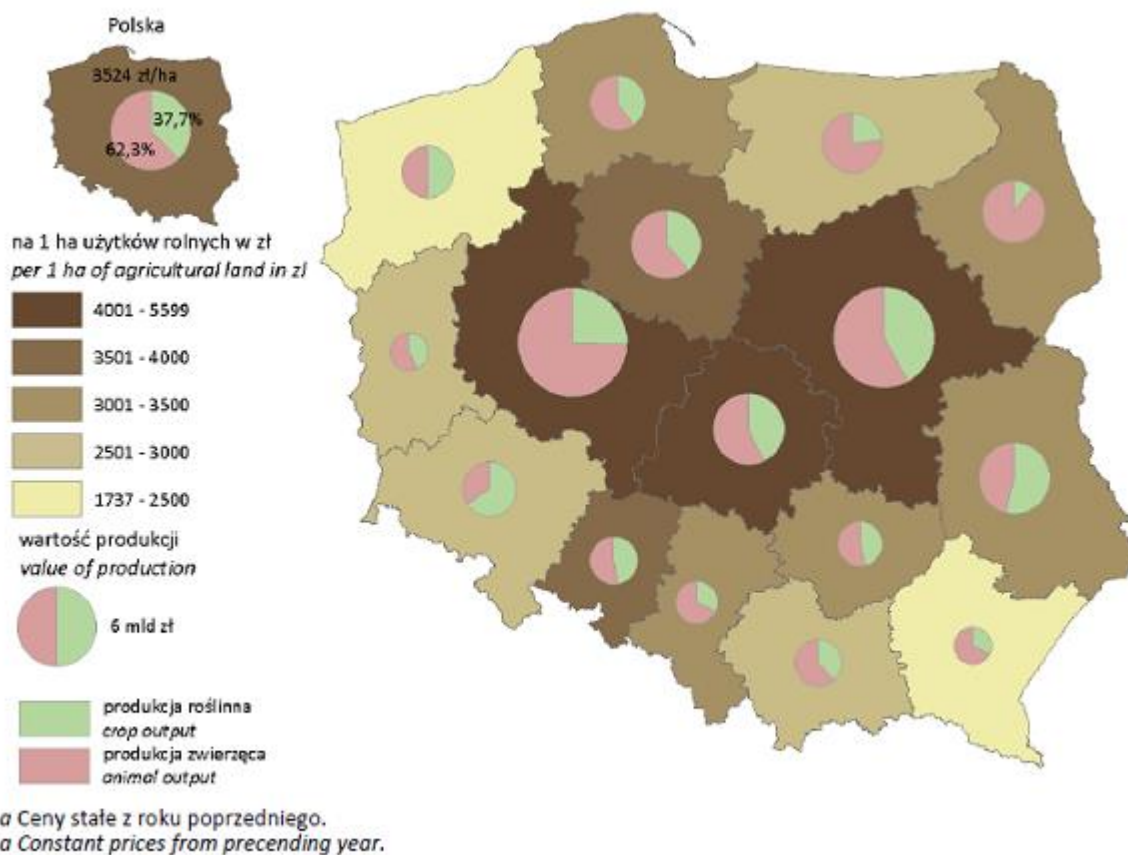 Polska
3524 zł/ha
37,7%
62,3%
na 1 ha użytków rolnych w zł
per 1 ha of agricultural land in zl
4001 - 5599
3501 - 4000
3001 - 3500
2501 - 3000
1737 - 2500
wartość produkcji
value of production
6 mld zł
produkcja roślinna
crop output
produkcja zwierzęca
animal output
a Ceny stałe z roku poprzedniego.
a Constant prices from precending year.